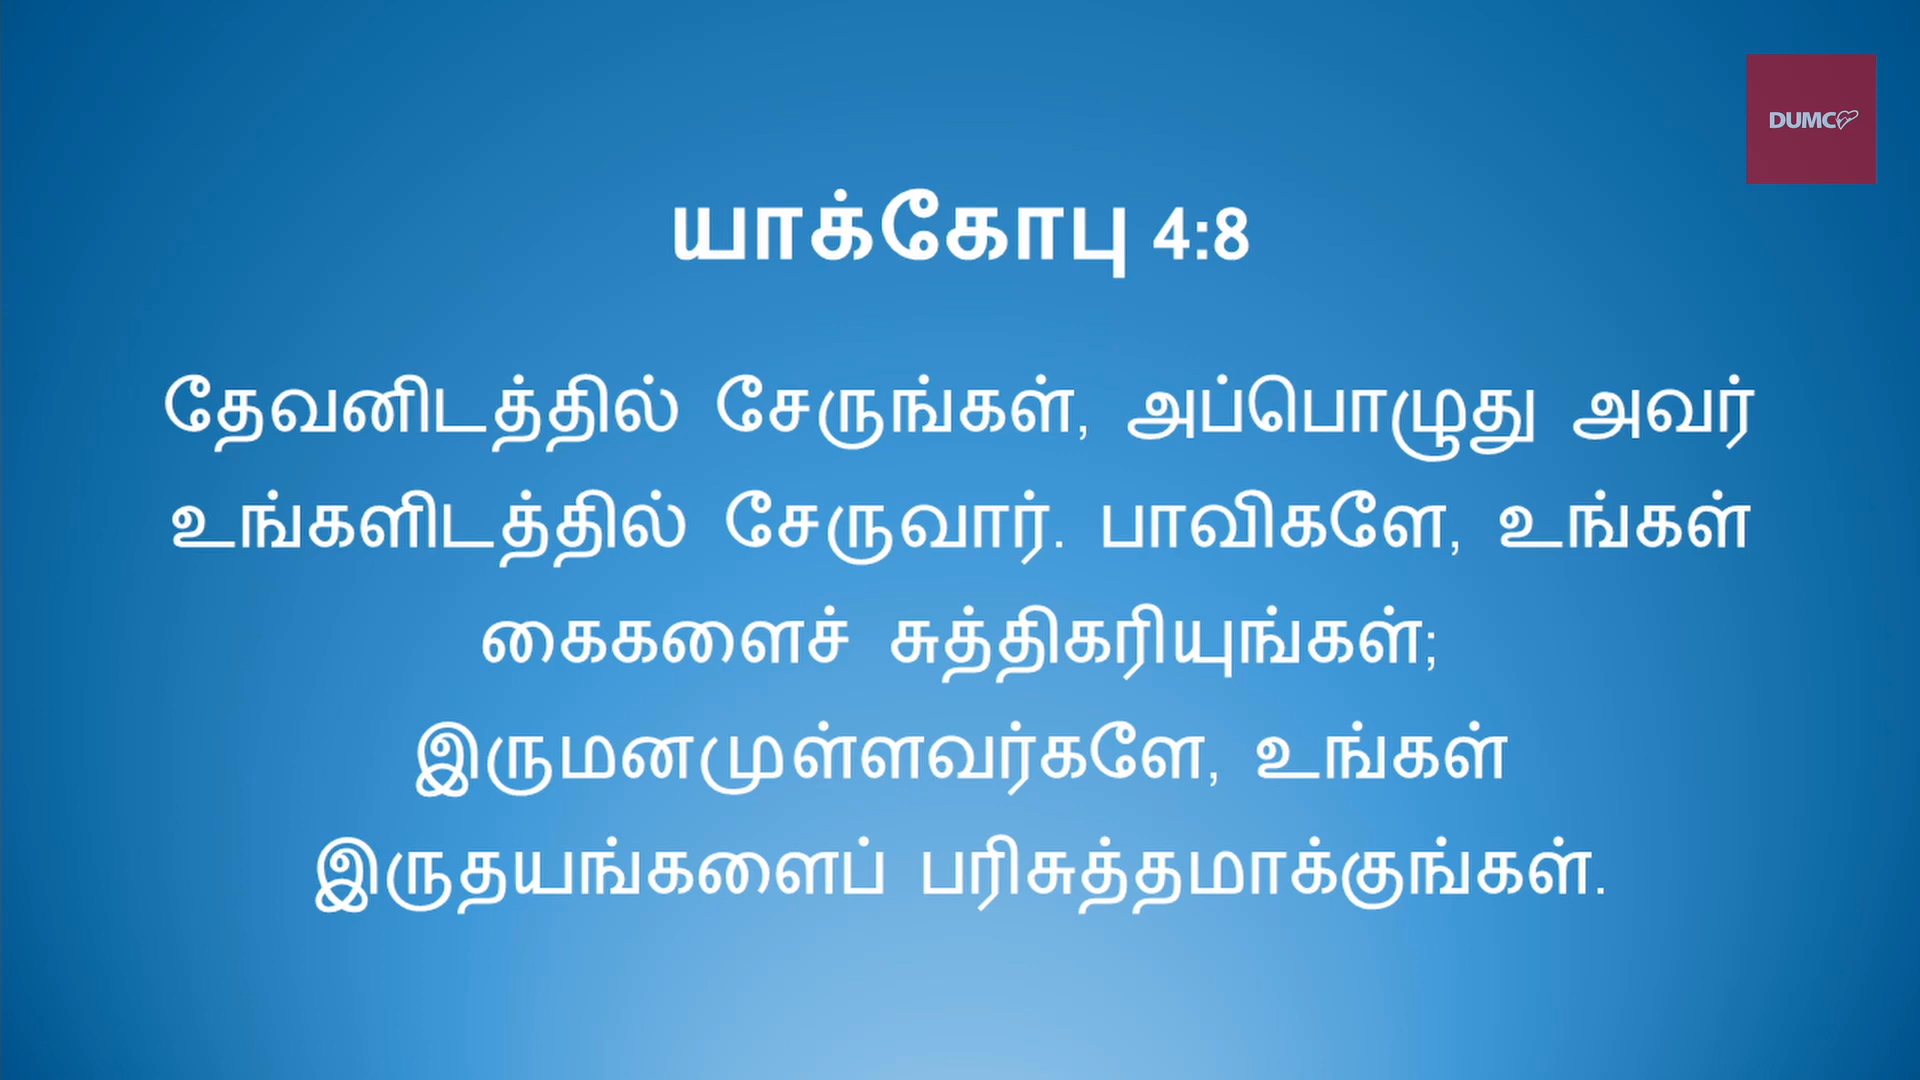 DUMC
யாக்கோபு 4:8
தேவனிடத்தில் சேருங்கள், அப்பொழுது அவர்
உங்களிடத்தில் சேருவார். பாவிகளே, உங்கள்
கைகளைச் சுத்திகரியுங்கள்;
இருமனமுள்ளவர்களே, உங்கள்
இருதயங்களைப் பரிசுத்தமாக்குங்கள்.